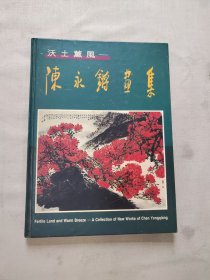 沃土薰風
陳永鏘畫集
Fertile Land and Warm Breeze — A Collection of New Works of Chen Yongqiang